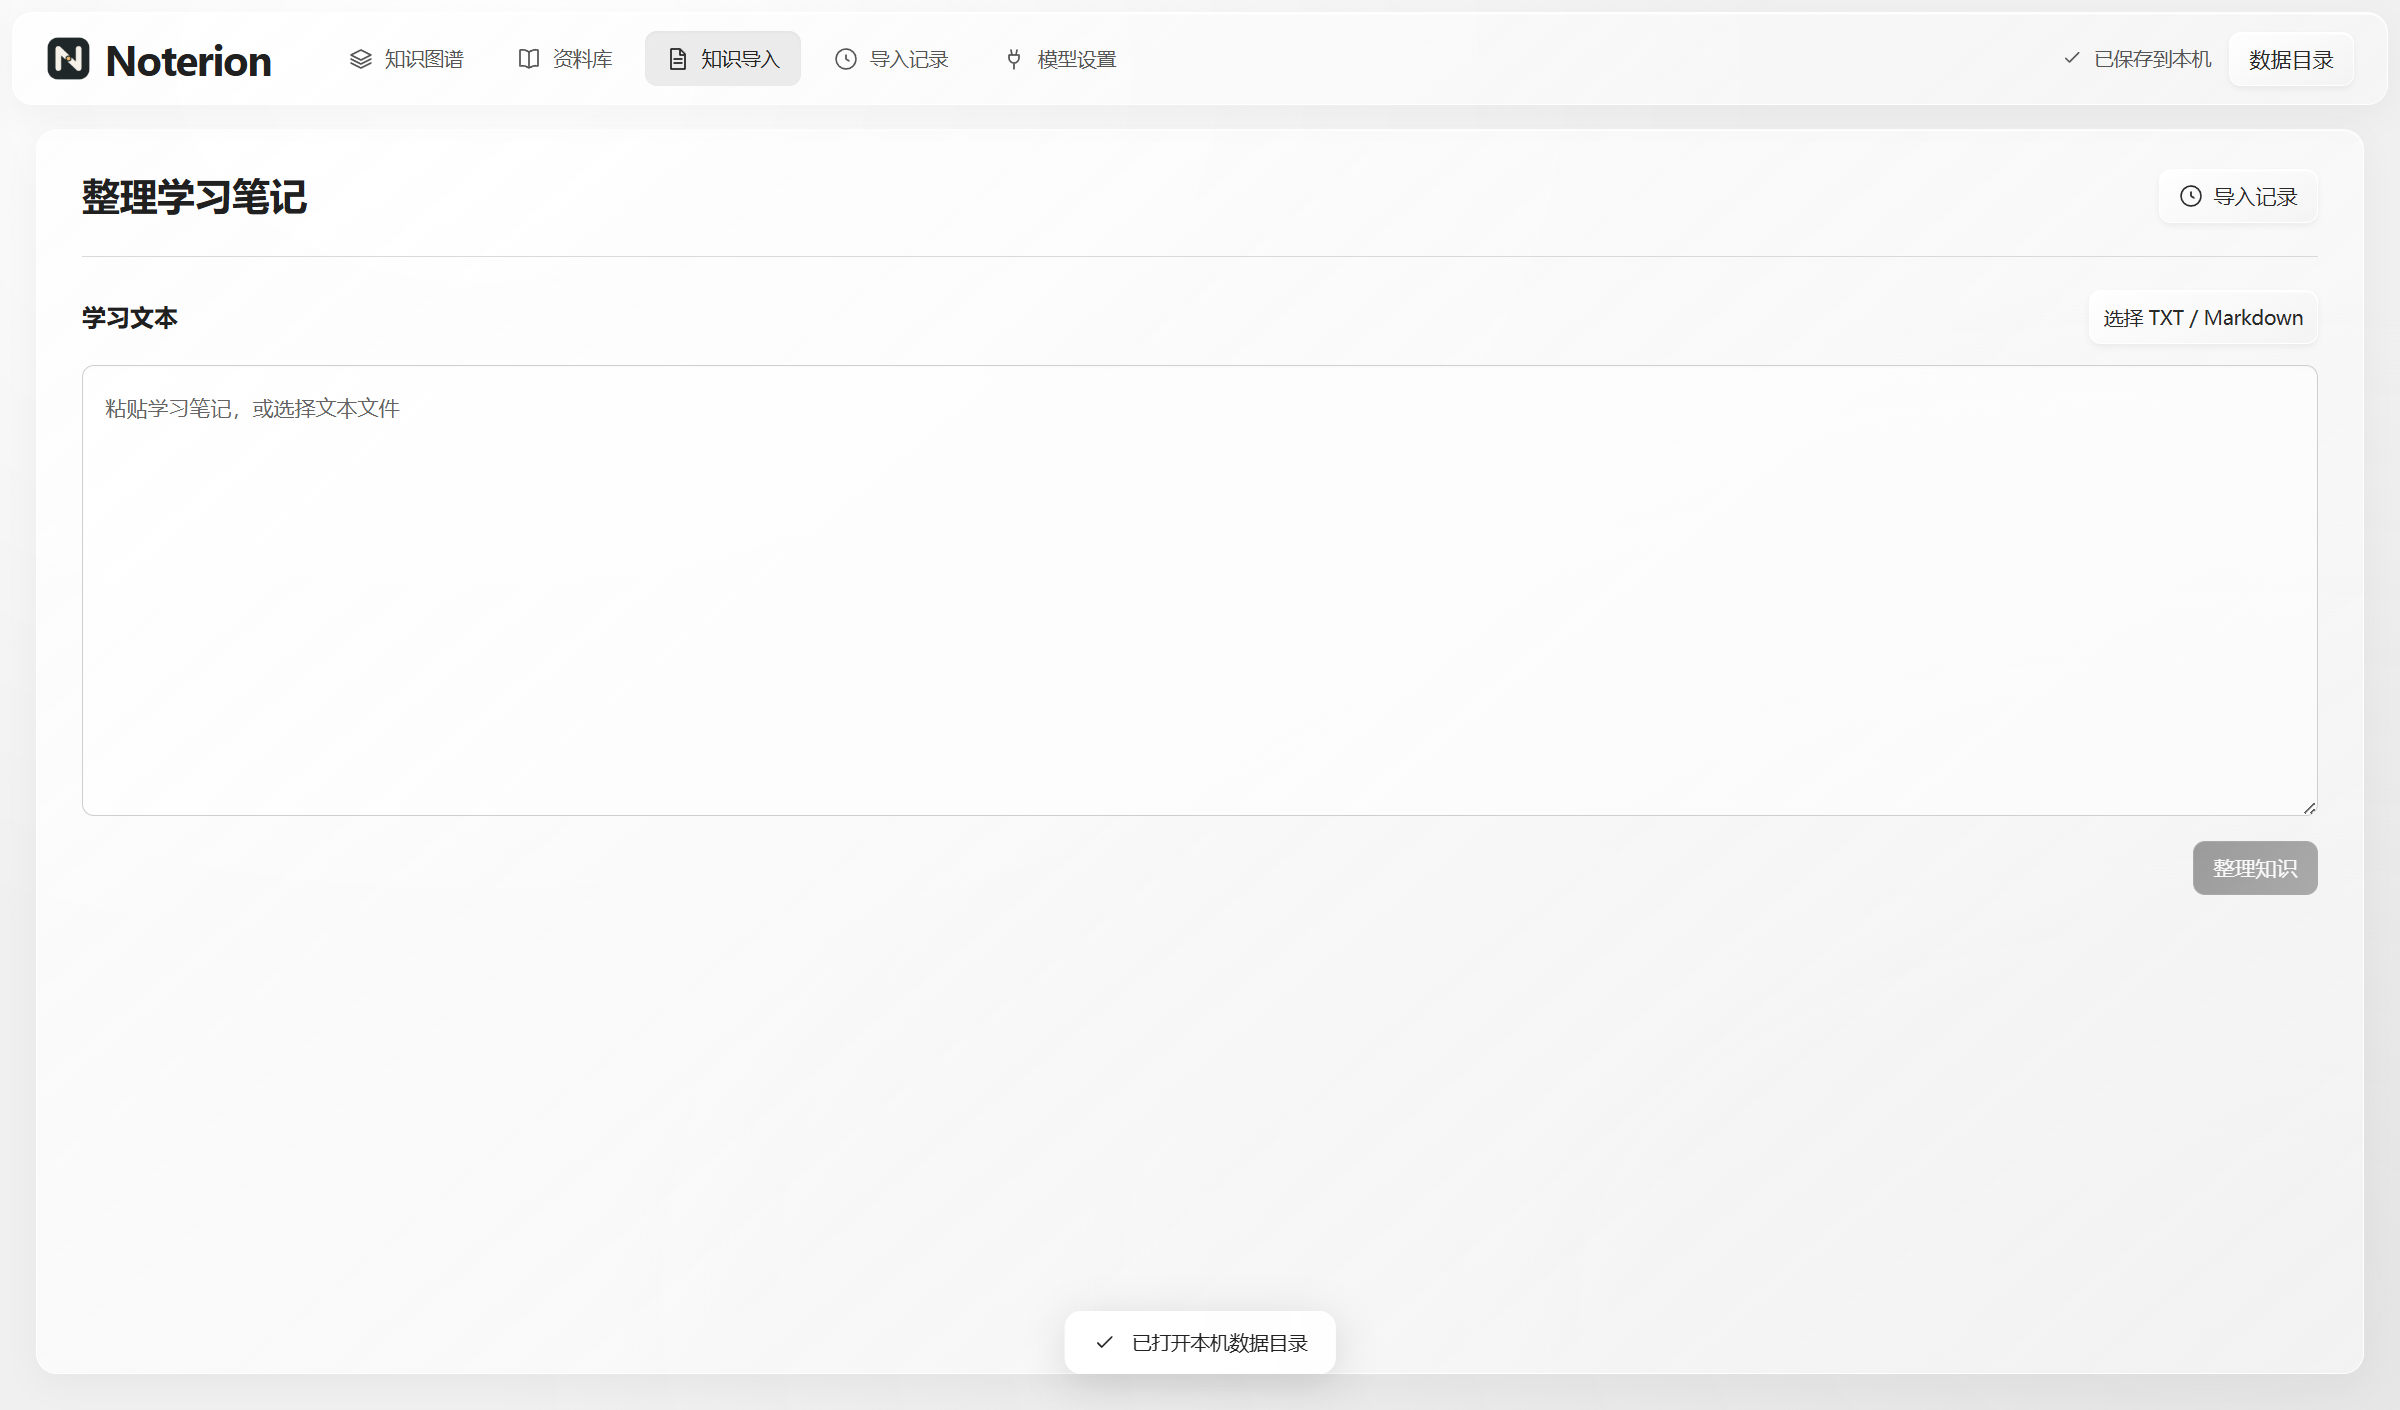 Noterion
知识图谱
资料库
知识导入
导入记录
模型设置
已保存到本机
数据目录
整理学习笔记
导入记录
学习文本
选择 TXT / Markdown
粘贴学习笔记，或选择文本文件
整理知识
已打开本机数据目录